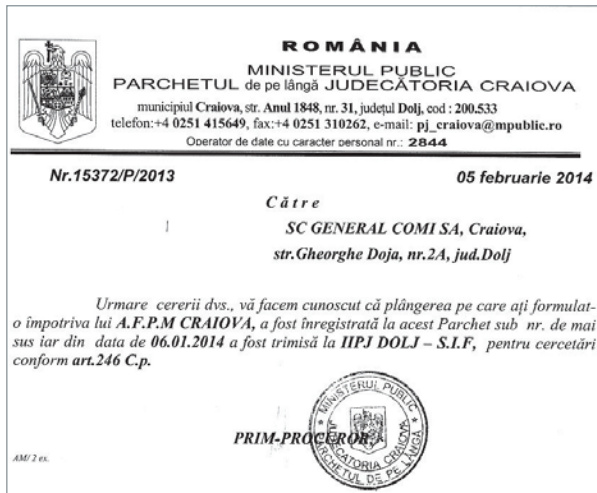 ROMÂNIA
MINISTERUL PUBLIC
PARCHETUL de pe lângă JUDECĂTORIA CRAIOVA
municipiul Craiova, str. Anul 1848, nr. 31, județul Dolj, cod : 200.533
telefon:+4 0251 415649, fax:+4 0251 310262, e-mail: pj_craiova@mpublic.ro
Operator de date cu caracter personal nr.: 2844
Nr.15372/P/2013 05 februarie 2014
Către
SC GENERAL COMI SA, Craiova,
str.Gheorghe Doja, nr.2A, jud.Dolj
Urmare cererii dvs., vă facem cunoscut că plângerea pe care ați formulat-
o împotriva lui A.F.P.M CRAIOVA, a fost înregistrată la acest Parchet sub nr. de mai
sus iar din data de 06.01.2014 a fost trimisă la IIPJ DOLJ – S.I.F, pentru cercetări
conform art.246 C.p.
PRIM-PROCUROR,
MINISTERUL PUBLIC
PARCHETUL DE PE LÂNGĂ
JUDECĂTORIA CRAIOVA
AM/ 2 ex.